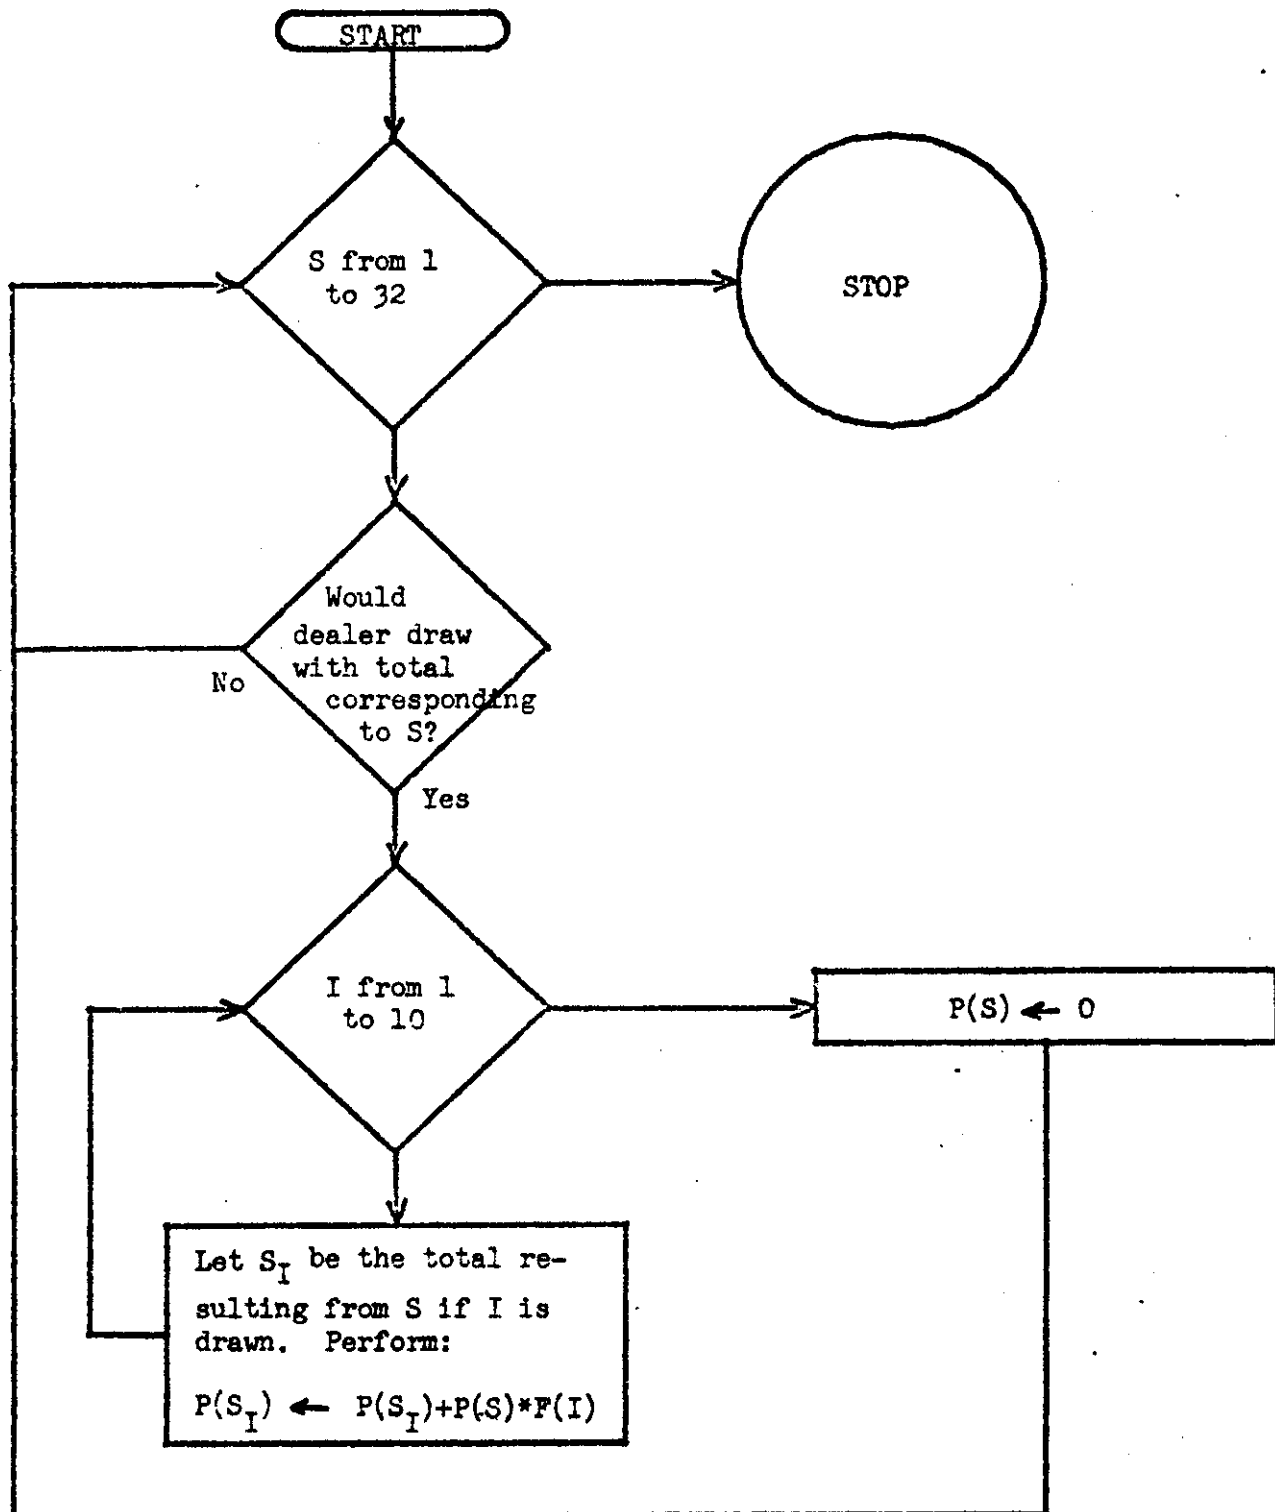 START
S from 1
to 32
STOP
Would
dealer draw
with total
corresponding
to S?
No
Yes
I from 1
to 10
P(S) ← 0
Let S_I be the total re-
sulting from S if I is
drawn. Perform:
P(S_I) ← P(S_I)+P(S)*F(I)